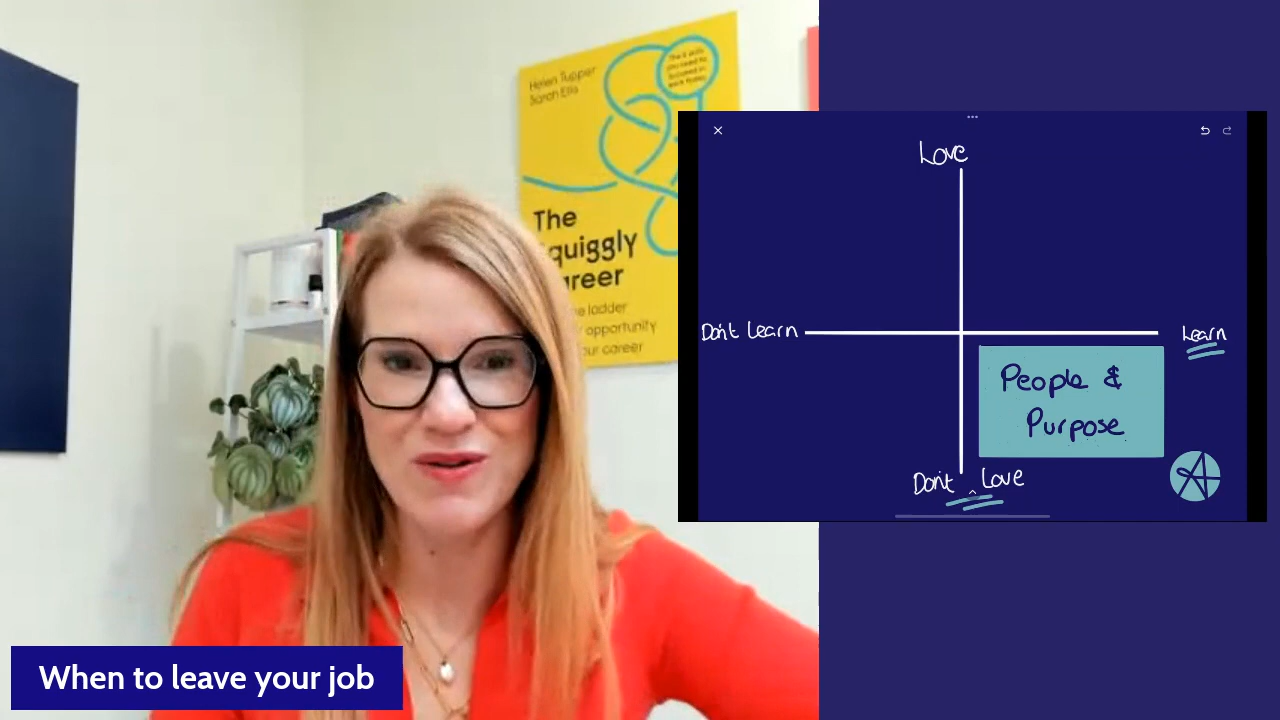 Helen Tupper
Sarah Ellis
The
quiggly
areer
ladder
opportunity
our career
When to leave your job
Love
Don't Learn
Learn
People &
Purpose
Don't ^ Love